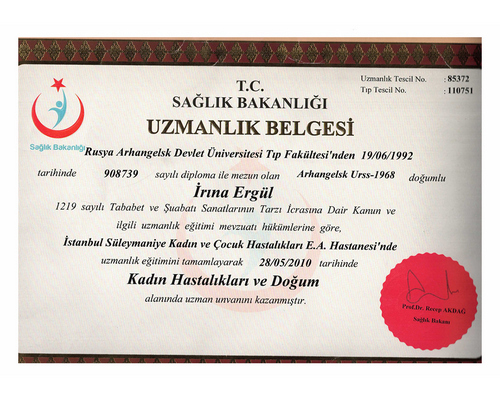 Uzmanlık Tescil No. : 85372
Tıp Tescil No. : 110751
T.C.
SAĞLIK BAKANLIĞI
UZMANLIK BELGESİ
Sağlık Bakanlığı
Rusya Arhangelsk Devlet Üniversitesi Tıp Fakültesi'nden 19/06/1992
tarihinde 908739 sayılı diploma ile mezun olan Arhangelsk Urss-1968 doğumlu
İrına Ergül
1219 sayılı Tababet ve Şuabatı Sanatlarının Tarzı İcrasına Dair Kanun ve
ilgili uzmanlık eğitimi mevzuatı hükümlerine göre,
İstanbul Süleymaniye Kadın ve Çocuk Hastalıkları E.A. Hastanesi'nde
uzmanlık eğitimini tamamlayarak 28/05/2010 tarihinde
Kadın Hastalıkları ve Doğum
alanında uzman unvanını kazanmıştır.
Prof.Dr. Recep AKDAĞ
Sağlık Bakanı